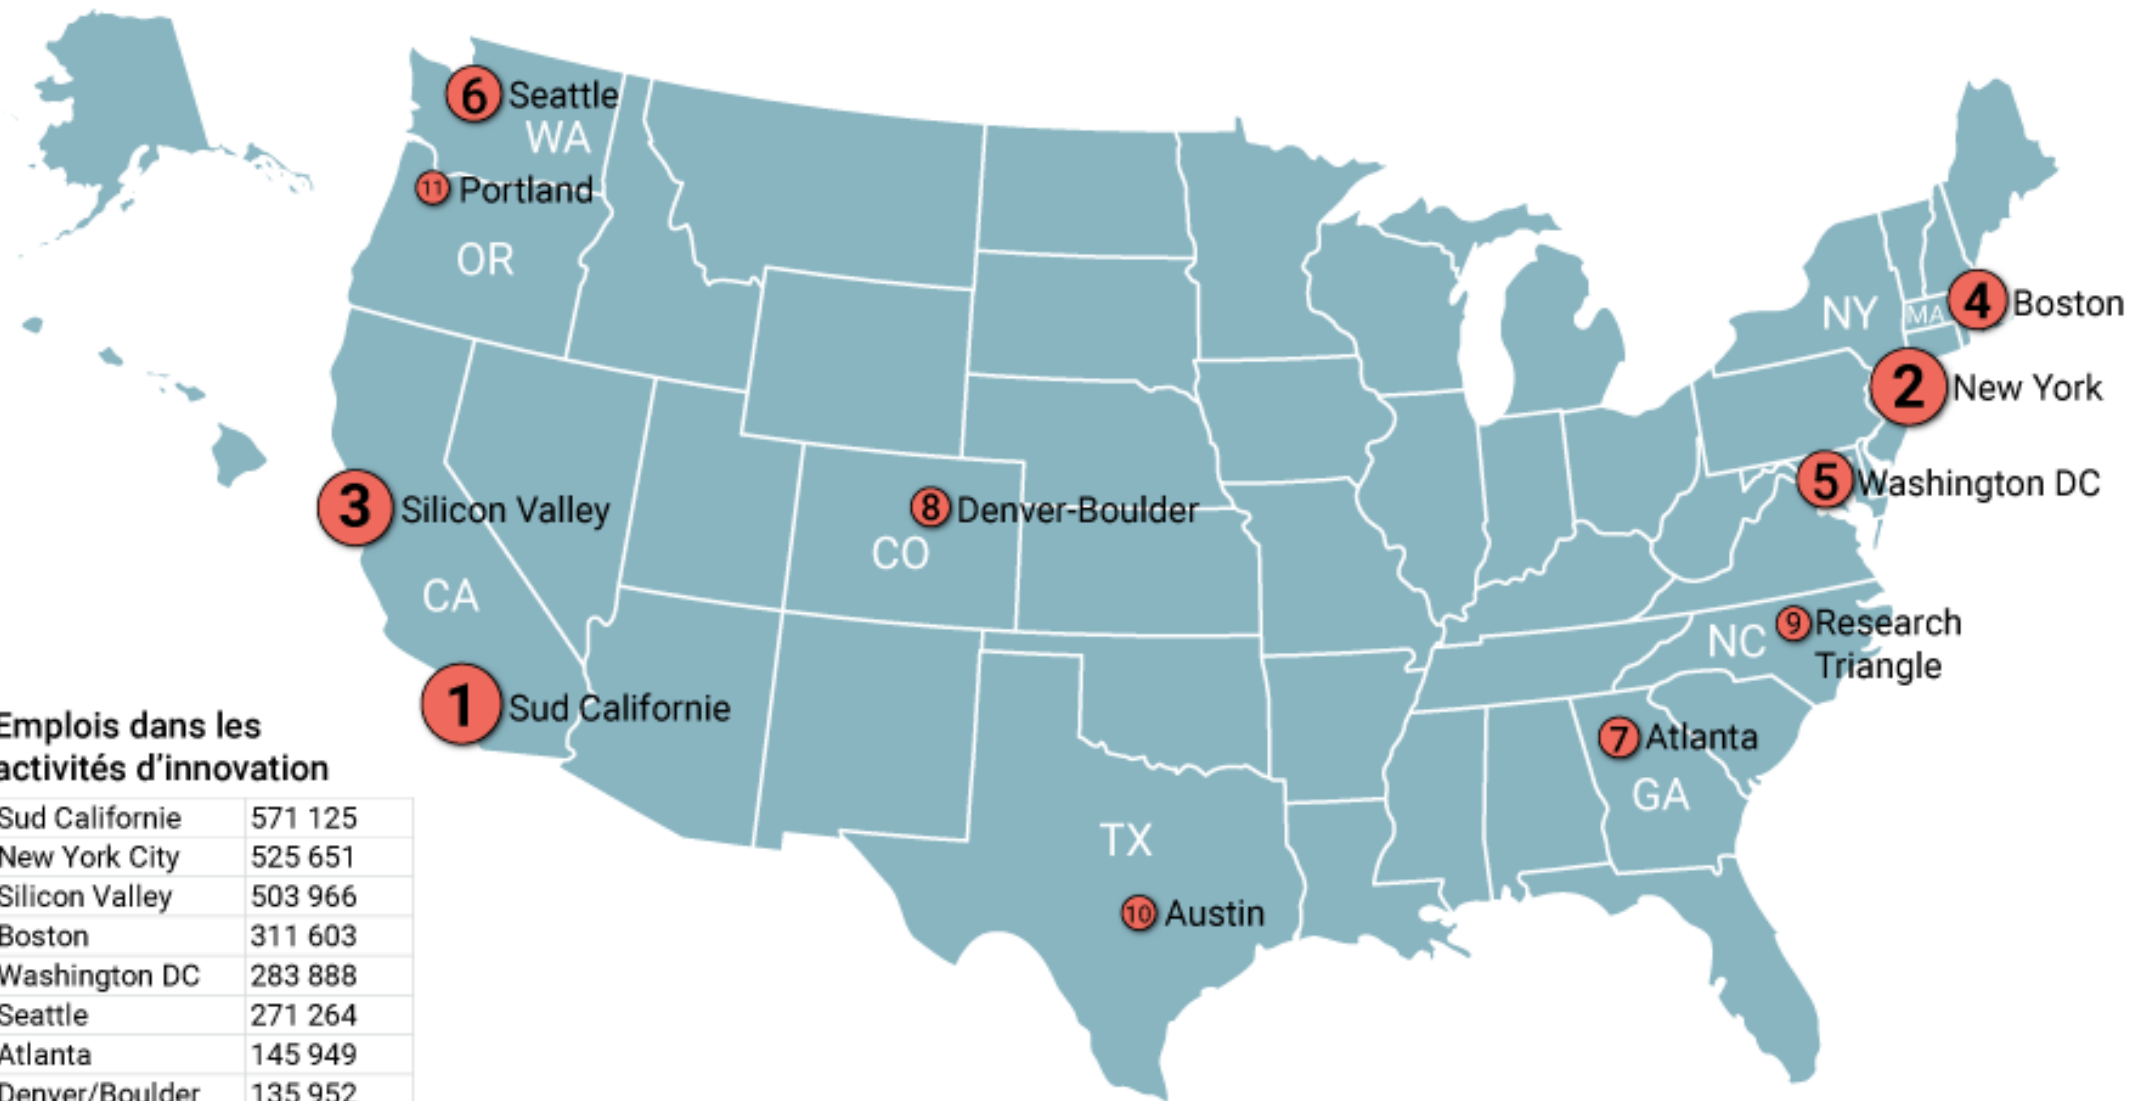 6 Seattle
WA
11 Portland
OR
NY
MA
4 Boston
2 New York
3 Silicon Valley
8 Denver-Boulder
5 Washington DC
CO
CA
9 Research
Triangle
NC
1 Sud Californie
7 Atlanta
GA
TX
10 Austin
Emplois dans les
activités d'innovation
Sud Californie 571 125
New York City 525 651
Silicon Valley 503 966
Boston 311 603
Washington DC 283 888
Seattle 271 264
Atlanta 145 949
Denver/Boulder 135 952